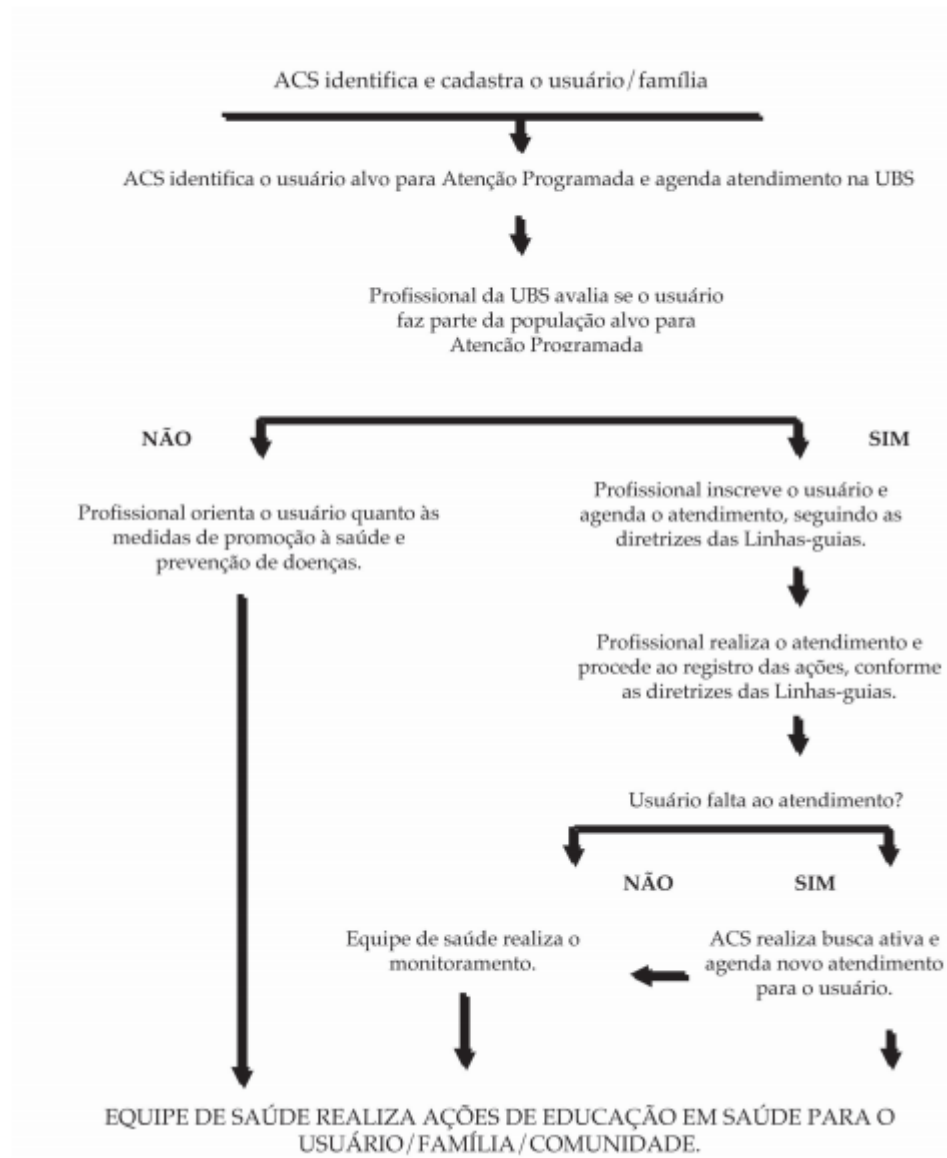 ACS identifica e cadastra o usuário/família
ACS identifica o usuário alvo para Atenção Programada e agenda atendimento na UBS
Profissional da UBS avalia se o usuário
faz parte da população alvo para
Atenção Programada
NÃO
SIM
Profissional orienta o usuário quanto às
medidas de promoção à saúde e
prevenção de doenças.
Profissional inscreve o usuário e
agenda o atendimento, seguindo as
diretrizes das Linhas-guias.
Profissional realiza o atendimento e
procede ao registro das ações, conforme
as diretrizes das Linhas-guias.
Usuário falta ao atendimento?
NÃO
SIM
Equipe de saúde realiza o
monitoramento.
ACS realiza busca ativa e
agenda novo atendimento
para o usuário.
EQUIPE DE SAÚDE REALIZA AÇÕES DE EDUCAÇÃO EM SAÚDE PARA O
USUÁRIO/FAMÍLIA/COMUNIDADE.